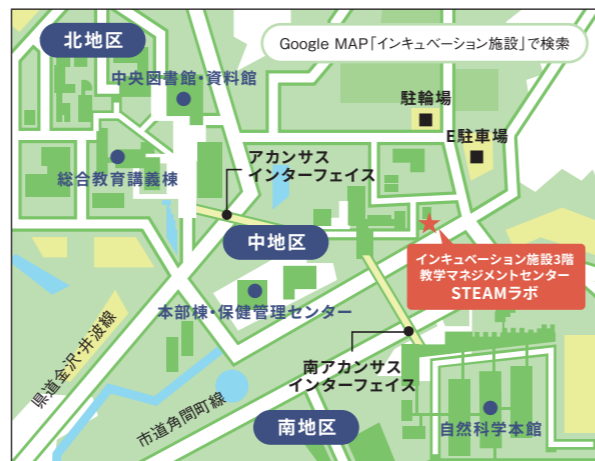 北地区
Google MAP「インキュベーション施設」で検索
中央図書館・資料館
駐輪場
E駐車場
アカンサス
インターフェイス
総合教育講義棟
中地区
インキュベーション施設3階
教学マネジメントセンター
STEAMラボ
本部棟・保健管理センター
県道金沢・井波線
南アカンサス
インターフェイス
市道角間町線
南地区
自然科学本館